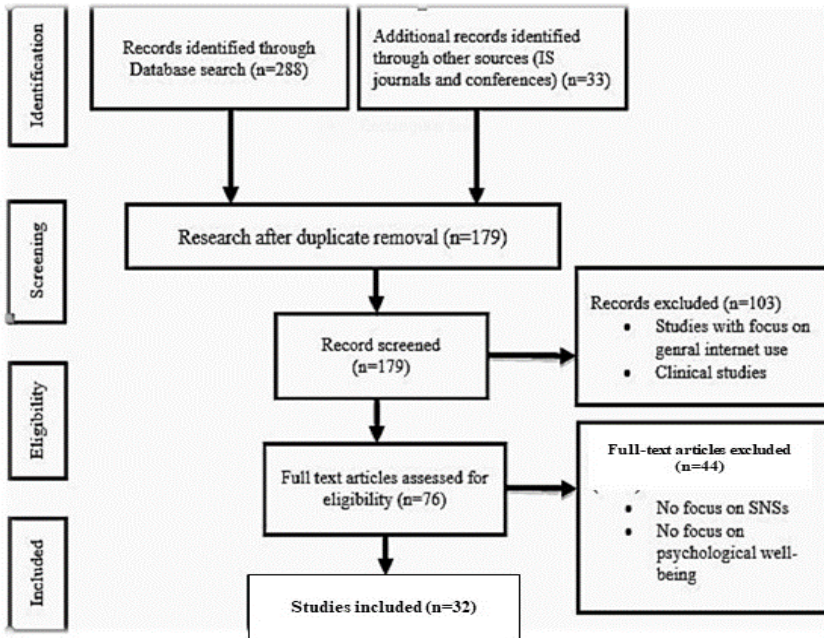 Identification
Records identified through
Database search (n=288)
Additional records identified
through other sources (IS
journals and conferences) (n=33)
Screening
Research after duplicate removal (n=179)
Record screened
(n=179)
Records excluded (n=103)
• Studies with focus on
genral internet use
• Clinical studies
Eligibility
Full text articles assessed for
eligibility (n=76)
Full-text articles excluded
(n=44)
• No focus on SNSs
• No focus on
psychological well-
being
Included
Studies included (n=32)